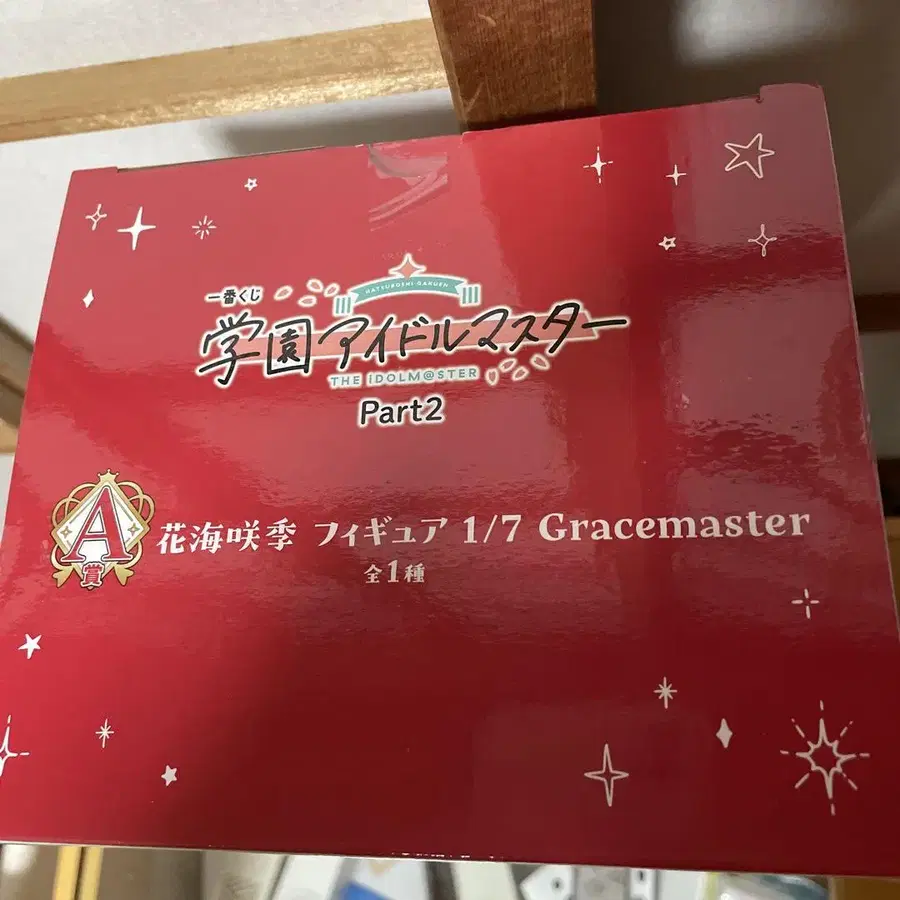 HATSUBOSHI GAKUEN
一番くじ
学園アイドルマスター
THE IDOLM@STER
Part2
A賞
花海咲季 フィギュア 1/7 Gracemaster
全1種